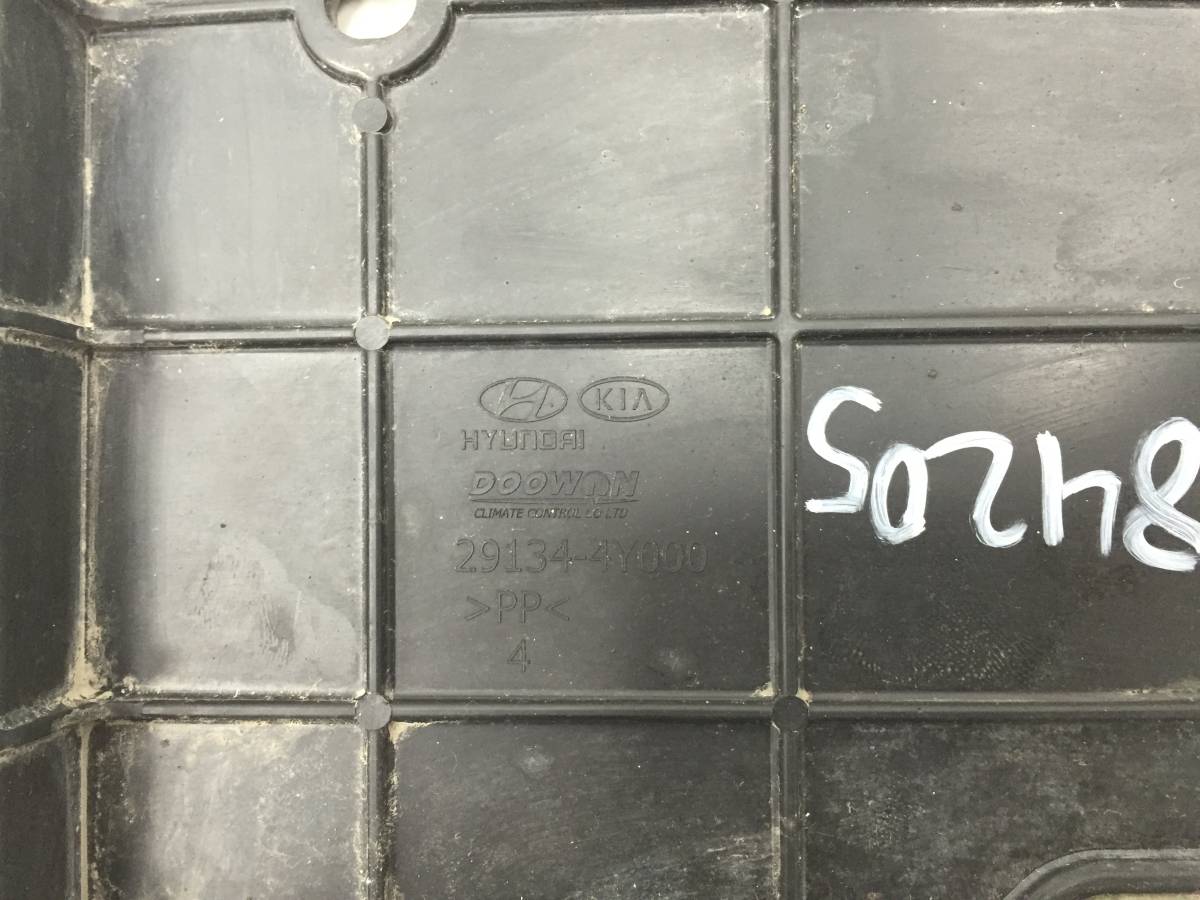 KIA
HYUNDAI
DOOWON
CLIMATE CONTROL CO LTD
29134-4Y000
>PP<
4
84205